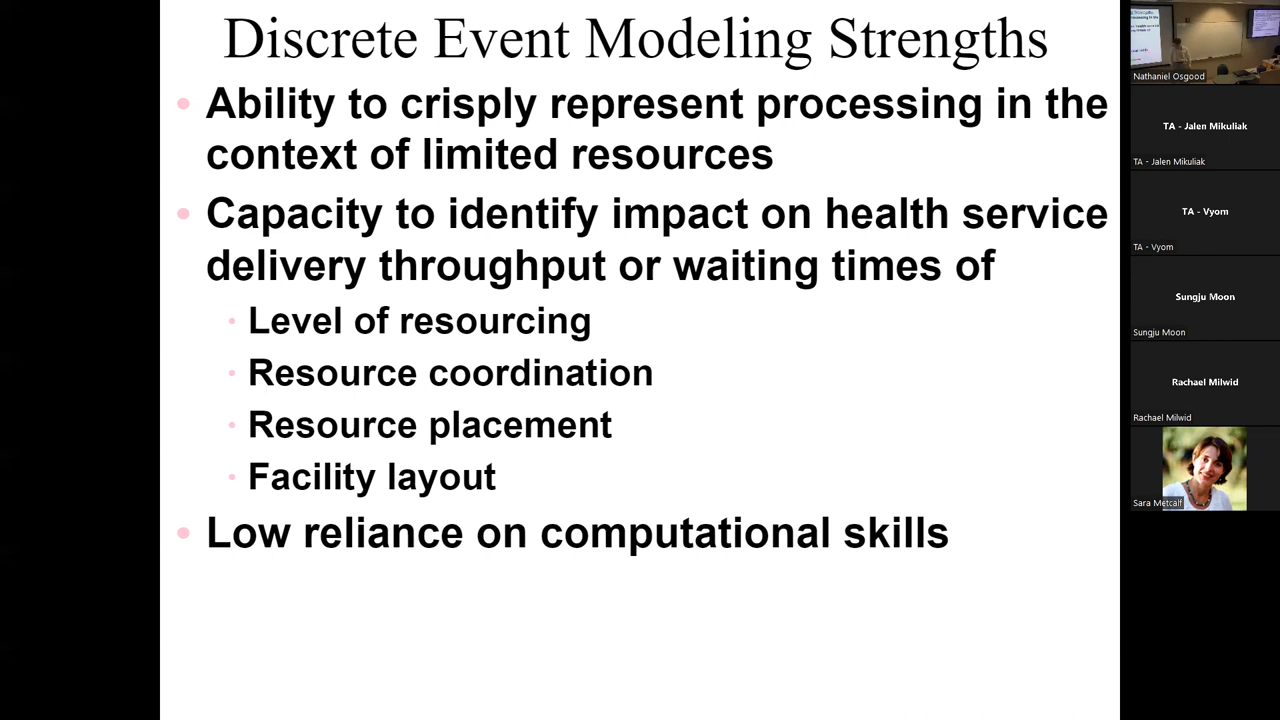 Discrete Event Modeling Strengths
• Ability to crisply represent processing in the
context of limited resources
• Capacity to identify impact on health service
delivery throughput or waiting times of
· Level of resourcing
· Resource coordination
· Resource placement
· Facility layout
• Low reliance on computational skills
Nathaniel Osgood
TA - Jalen Mikuliak
TA - Jalen Mikuliak
TA - Vyom
TA - Vyom
Sungju Moon
Sungju Moon
Rachael Milwid
Rachael Milwid
Sara Metcalf